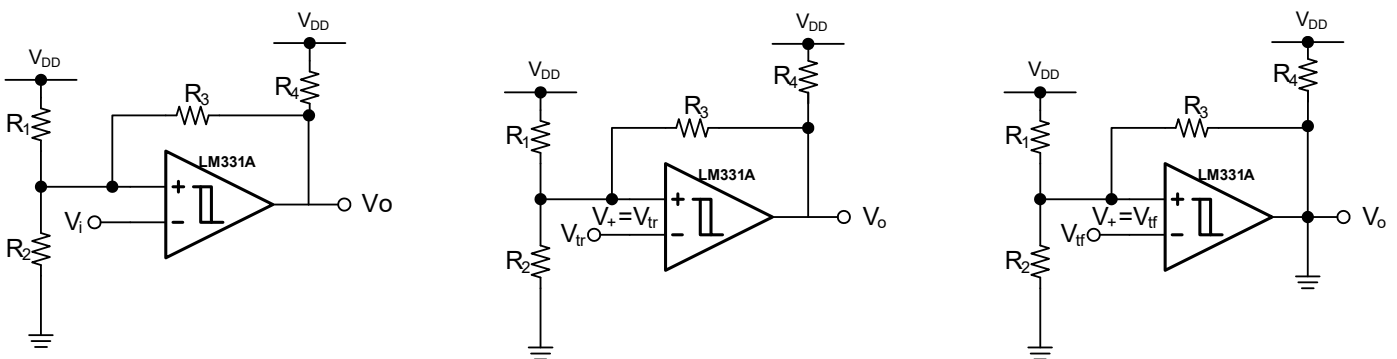 VDD
VDD
R3
R4
R1
LM331A
+
-
Vi
Vo
R2
VDD
VDD
R4
R3
R1
LM331A
+
V+=Vtr
-
Vtr
Vo
R2
VDD
VDD
R4
R3
R1
LM331A
+
V+=Vtf
-
Vtf
Vo
R2